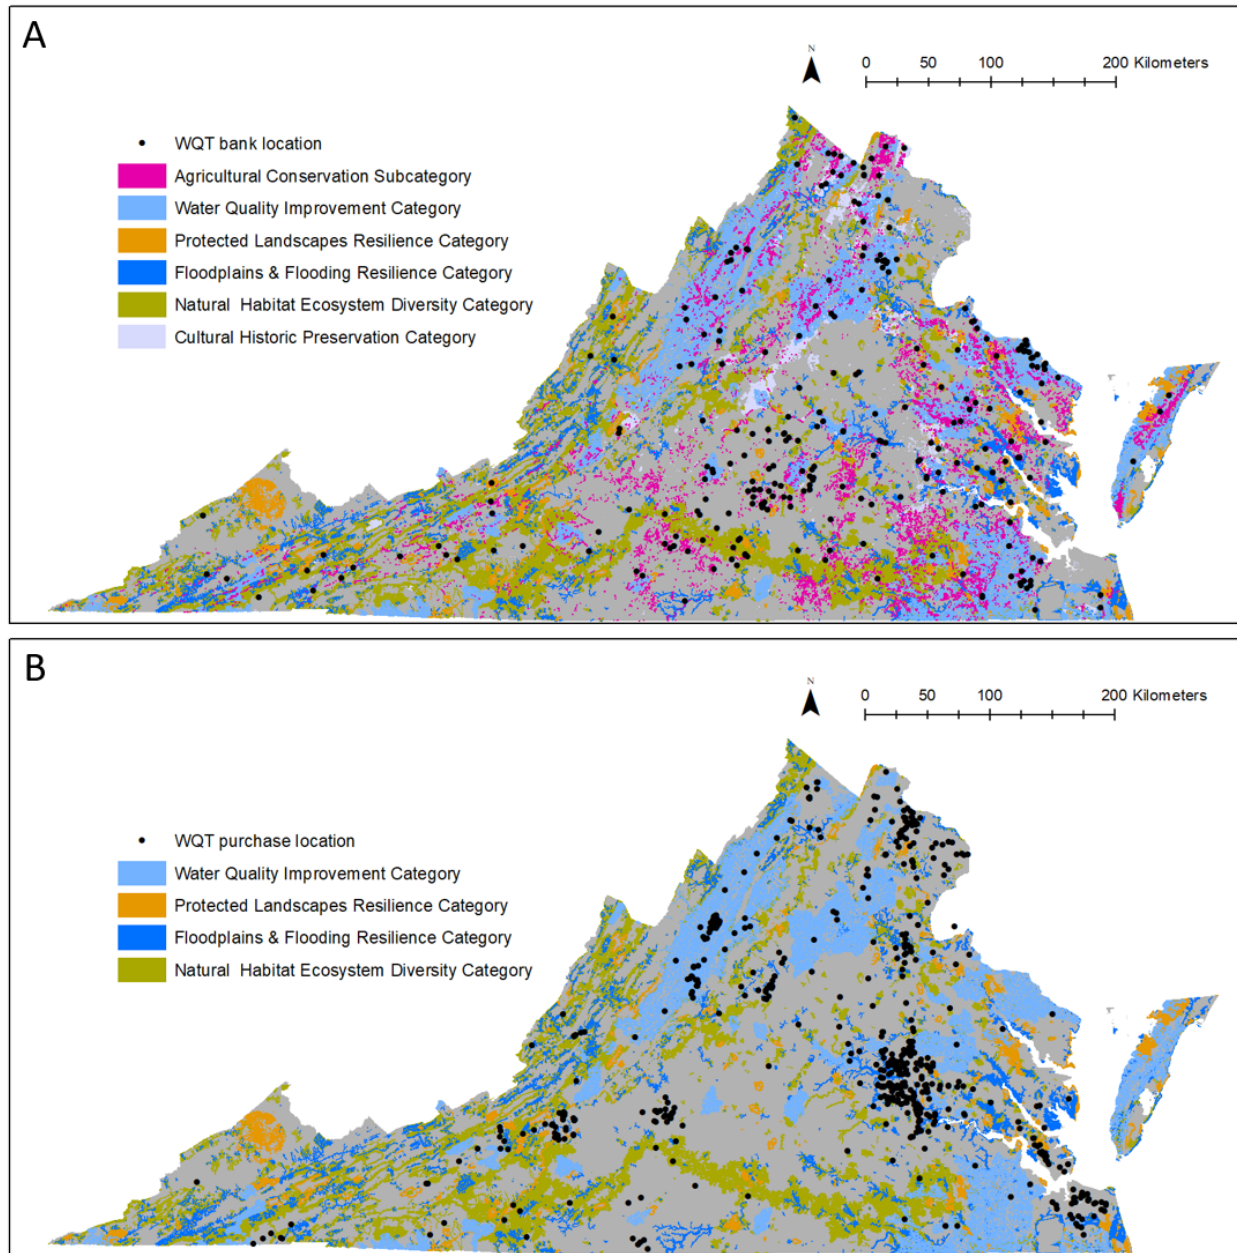 A
N
0 50 100 200 Kilometers
WQT bank location
Agricultural Conservation Subcategory
Water Quality Improvement Category
Protected Landscapes Resilience Category
Floodplains & Flooding Resilience Category
Natural Habitat Ecosystem Diversity Category
Cultural Historic Preservation Category
B
N
0 50 100 200 Kilometers
WQT purchase location
Water Quality Improvement Category
Protected Landscapes Resilience Category
Floodplains & Flooding Resilience Category
Natural Habitat Ecosystem Diversity Category